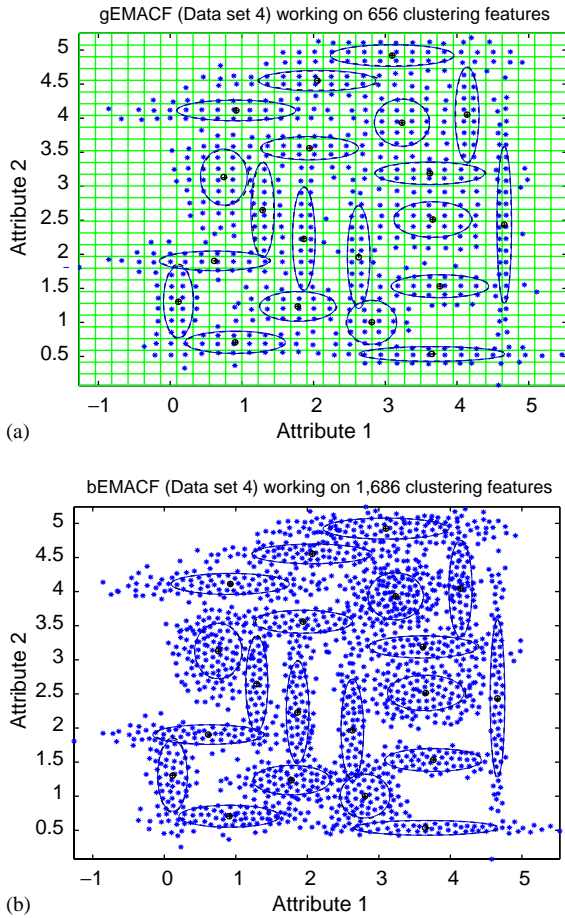 gEMACF (Data set 4) working on 656 clustering features
5
4.5
4
3.5
3
2.5
2
1.5
1
0.5
Attribute 2
−1 0 1 2 3 4 5
Attribute 1
(a)
bEMACF (Data set 4) working on 1,686 clustering features
5
4.5
4
3.5
3
2.5
2
1.5
1
0.5
Attribute 2
−1 0 1 2 3 4 5
Attribute 1
(b)